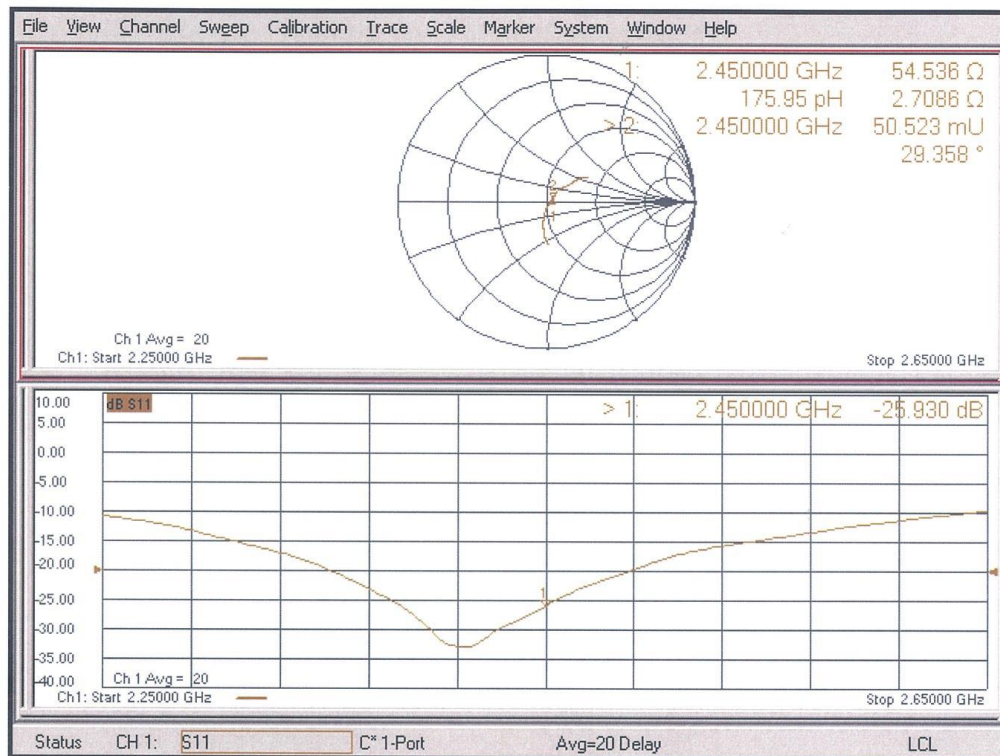 File View Channel Sweep Calibration Trace Scale Marker System Window Help
1: 2.450000 GHz 54.536 Ω
175.95 pH 2.7086 Ω
> 2: 2.450000 GHz 50.523 mU
29.358 °
2
1
Ch 1 Avg = 20
Ch1: Start 2.25000 GHz
Stop 2.65000 GHz
10.00
dB S11
> 1: 2.450000 GHz -25.930 dB
5.00
0.00
-5.00
-10.00
-15.00
-20.00
-25.00
1
-30.00
-35.00
-40.00
Ch 1 Avg = 20
Ch1: Start 2.25000 GHz
Stop 2.65000 GHz
Status CH 1: S11 C* 1-Port Avg=20 Delay LCL